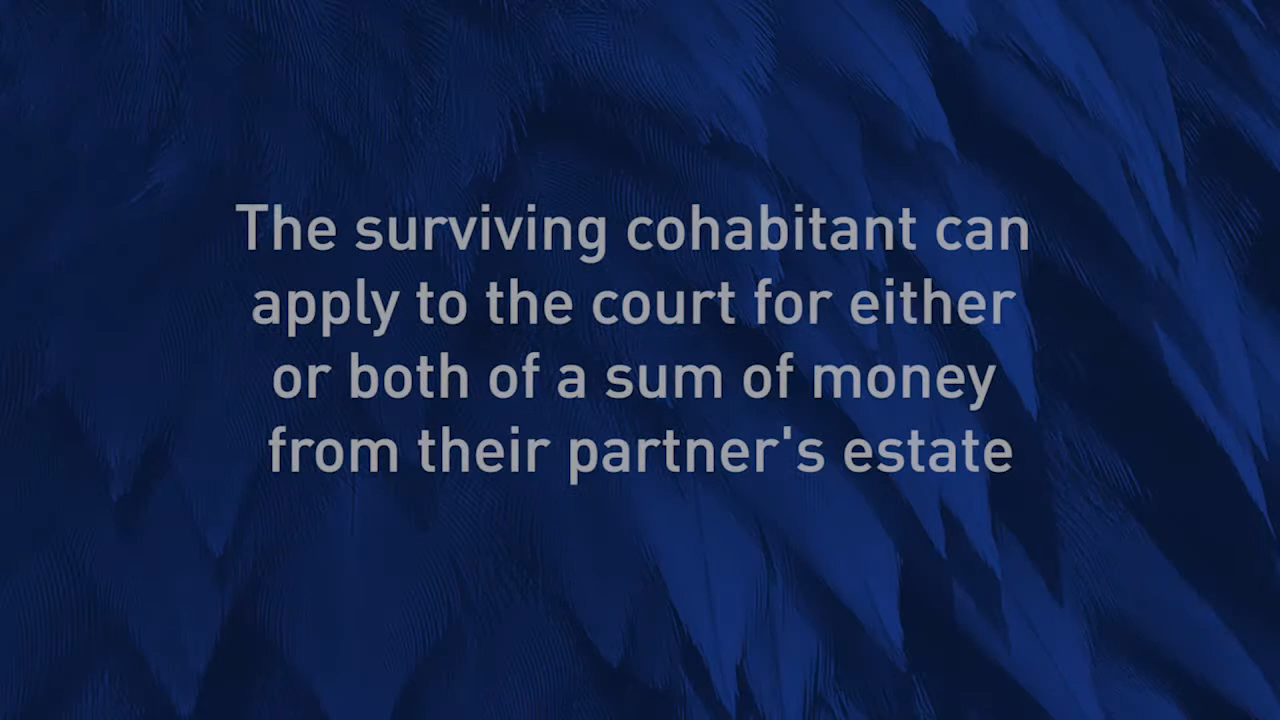 The surviving cohabitant can
apply to the court for either
or both of a sum of money
from their partner's estate